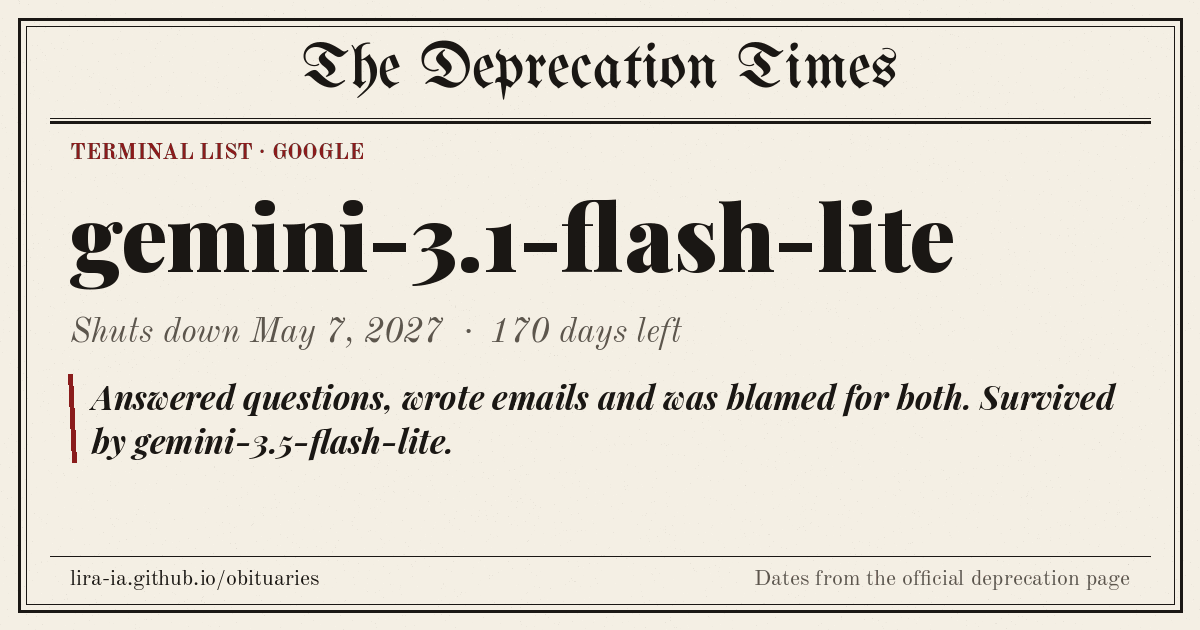 The Deprecation Times
TERMINAL LIST · GOOGLE
gemini-3.1-flash-lite
Shuts down May 7, 2027 · 170 days left
Answered questions, wrote emails and was blamed for both. Survived
by gemini-3.5-flash-lite.
lira-ia.github.io/obituaries
Dates from the official deprecation page